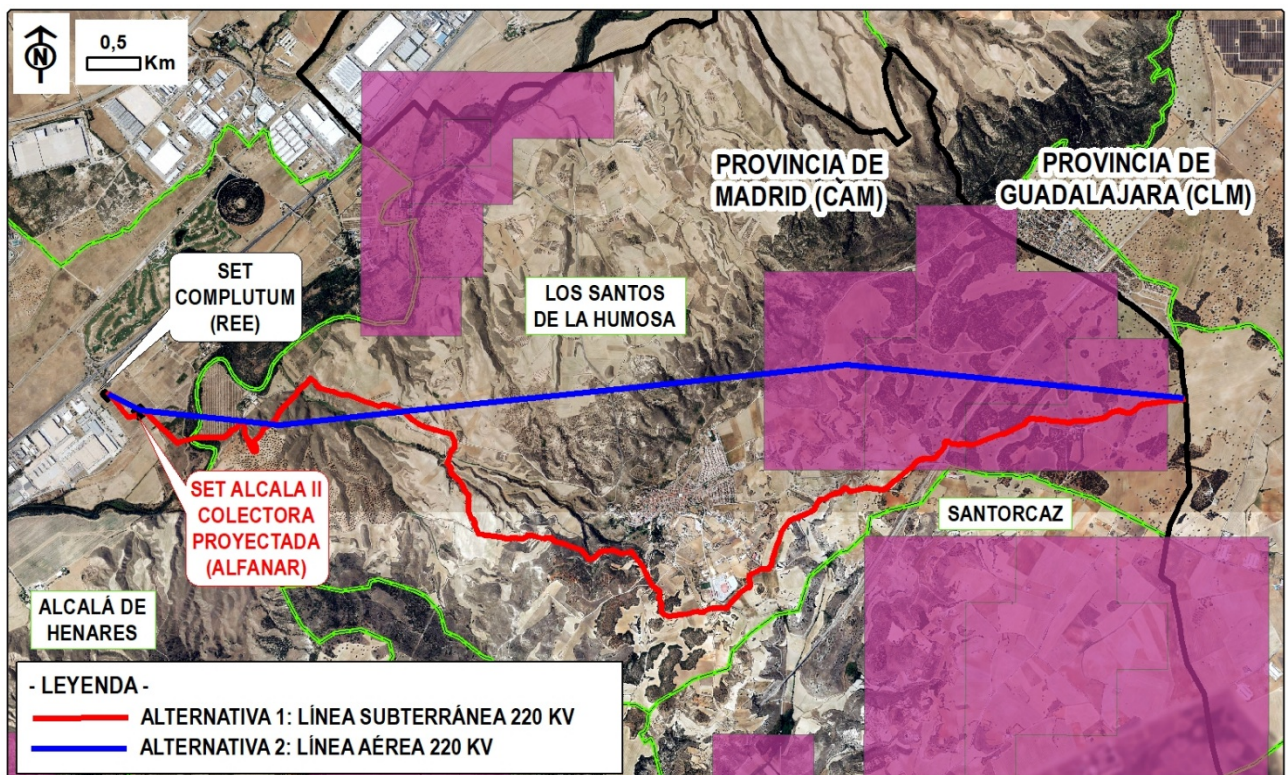 N
0,5
Km
PROVINCIA DE
MADRID (CAM)
PROVINCIA DE
GUADALAJARA (CLM)
SET
COMPLUTUM
(REE)
LOS SANTOS
DE LA HUMOSA
SET ALCALA II
COLECTORA
PROYECTADA
(ALFANAR)
SANTORCAZ
ALCALÁ DE
HENARES
- LEYENDA -
ALTERNATIVA 1: LÍNEA SUBTERRÁNEA 220 KV
ALTERNATIVA 2: LÍNEA AÉREA 220 KV